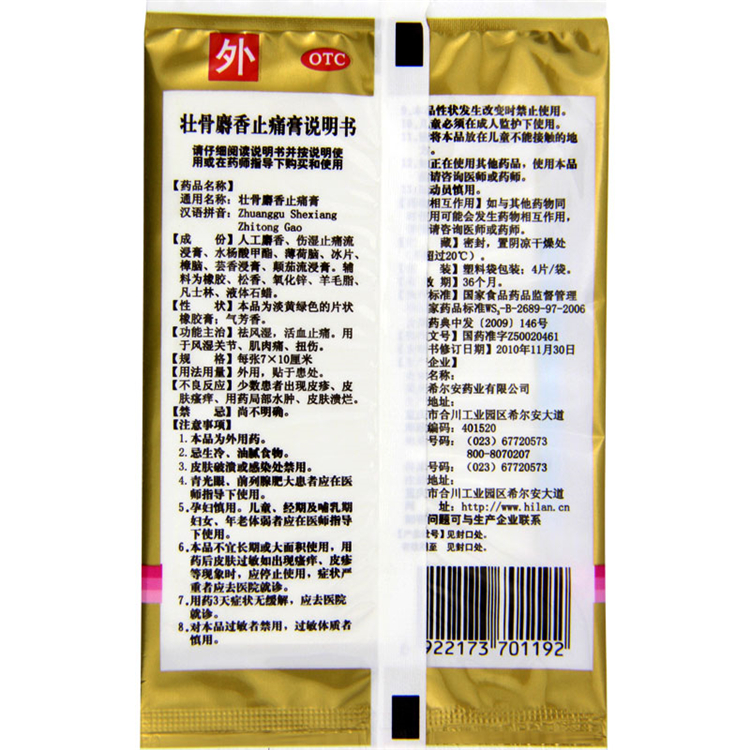 外
OTC
壮骨麝香止痛膏说明书
请仔细阅读说明书并按说明使
用或在药师指导下购买和使用
【药品名称】
通用名称：壮骨麝香止痛膏
汉语拼音：Zhuanggu Shexiang
Zhitong Gao
【成 份】人工麝香、伤湿止痛流
浸膏、水杨酸甲酯、薄荷脑、冰片、
樟脑、芸香浸膏、颠茄流浸膏。辅
料为橡胶、松香、氧化锌、羊毛脂、
凡士林、液体石蜡。
【性 状】本品为淡黄绿色的片状
橡胶膏；气芳香。
【功能主治】祛风湿，活血止痛。用
于风湿关节、肌肉痛、扭伤。
【规 格】每张7×10厘米
【用法用量】外用，贴于患处。
【不良反应】少数患者出现皮疹、皮
肤瘙痒、用药局部水肿、皮肤溃烂。
【禁 忌】尚不明确。
【注意事项】
1.本品为外用药。
2.忌生冷、油腻食物。
3.皮肤破溃或感染处禁用。
4.青光眼、前列腺肥大患者应在医
师指导下使用。
5.孕妇慎用。儿童、经期及哺乳期
妇女、年老体弱者应在医师指导
下使用。
6.本品不宜长期或大面积使用，用
药后皮肤过敏如出现瘙痒、皮疹
等现象时，应停止使用，症状严
重者应去医院就诊。
7.用药3天症状无缓解，应去医院
就诊。
8.对本品过敏者禁用，过敏体质者
慎用。
品性状发生改变时禁止使用。
儿童必须在成人监护下使用。
将本品放在儿童不能接触的地
正在使用其他药品，使用本品
请咨询医师或药师。
动员慎用。
相互作用】如与其他药物同
用可能会发生药物相互作用，
请咨询医师或药师。
藏】密封，置阴凉干燥处
超过20℃）。
装】塑料袋包装；4片/袋。
期】36个月。
标准】国家食品药品监督管理
家药品标准WS₃-B-2689-97-2006
药典中发（2009）146号
文号】国药准字Z50020461
书修订日期】2010年11月30日
企业】
名称：
希尔安药业有限公司
地址：
市合川工业园区希尔安大道
编码：401520
号码：（023）67720573
800-8070207
号码：（023）67720573
地址：
市合川工业园区希尔安大道
址：http://www.hilan.cn
问题可与生产企业联系
号】见封口处。
至 见封口处。
922173 701192